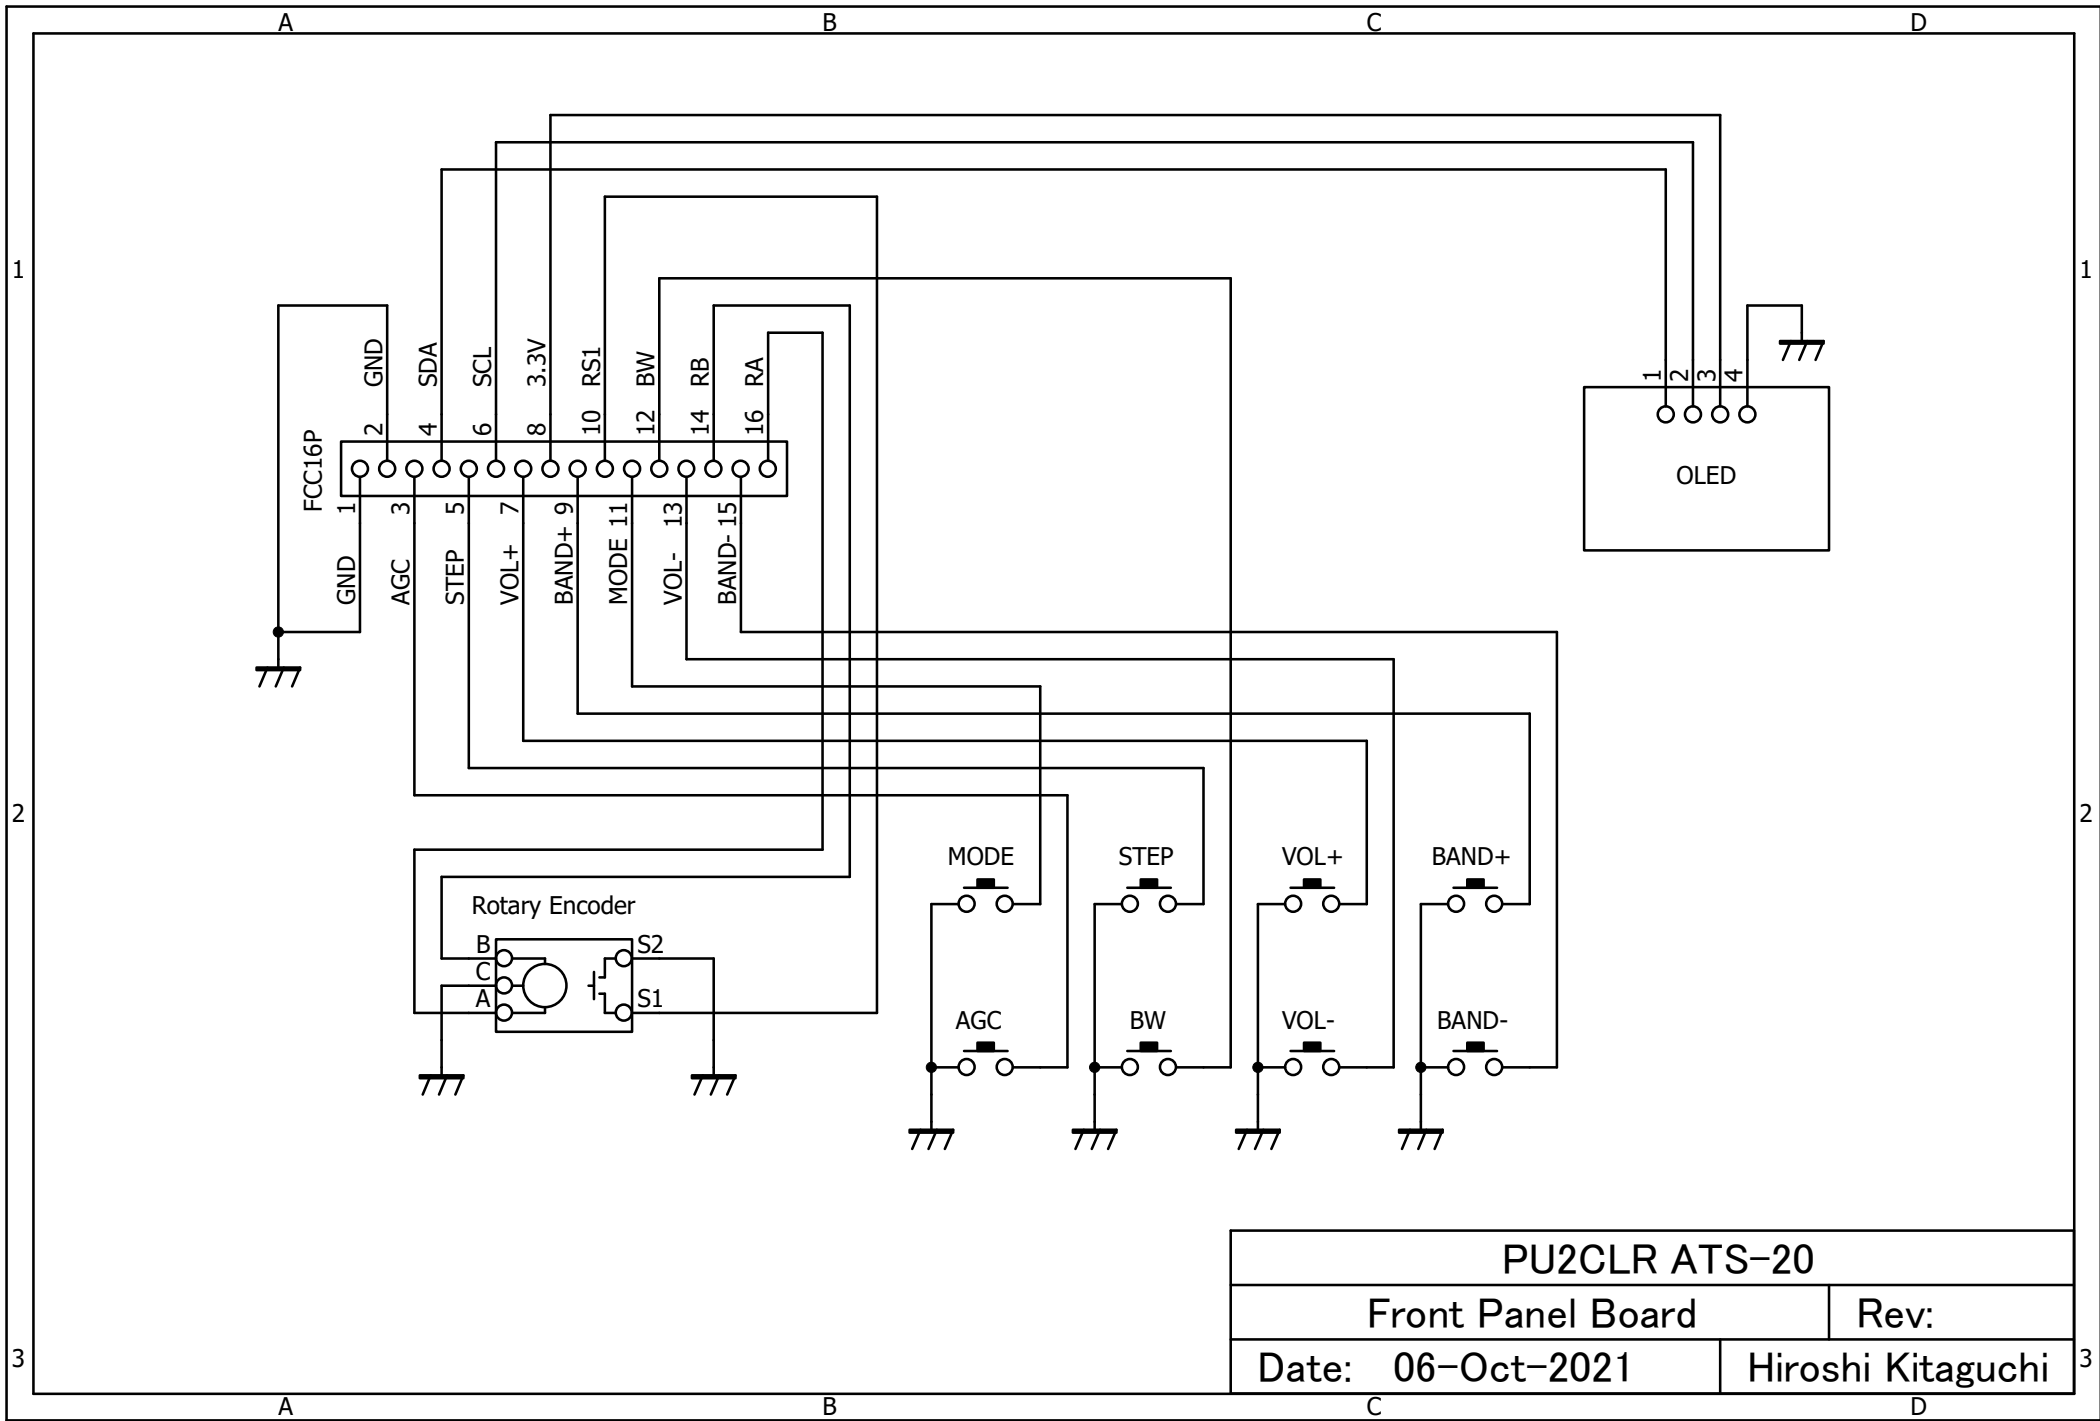 A B C D
1 1
GND SDA SCL 3.3V RS1 BW RB RA
2 4 6 8 10 12 14 16
FCC16P
1 3 5 7 9 11 13 15
GND AGC STEP VOL+ BAND+ MODE VOL- BAND-
1 2 3 4
OLED
2 2
MODE STEP VOL+ BAND+
Rotary Encoder
B S2
C
A S1
AGC BW VOL- BAND-
PU2CLR ATS-20
Front Panel Board Rev:
Date: 06-Oct-2021 Hiroshi Kitaguchi
3 3
A B C D